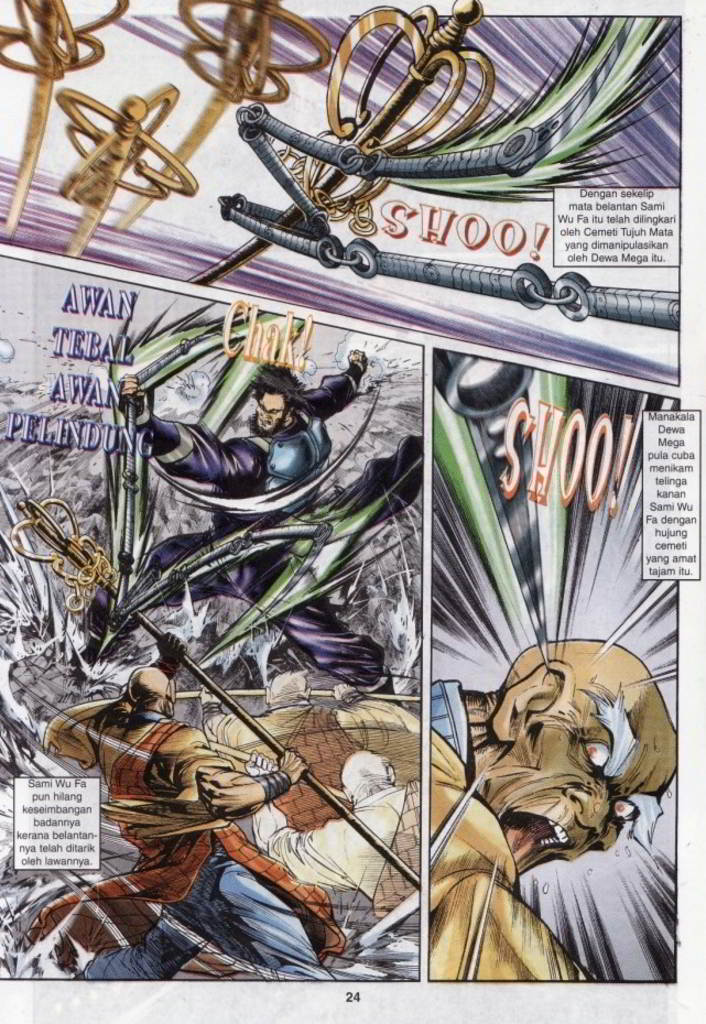 SHOO!
Dengan sekelip
mata belantan Sami
Wu Fa itu telah dilingkari
oleh Cemeti Tujuh Mata
yang dimanipulasikan
oleh Dewa Mega itu.
AWAN
TEBAL
AWAN
PELINDUNG
Chak!
Sami Wu Fa
pun hilang
keseimbangan
badannya
kerana belantan-
nya telah ditarik
oleh lawannya.
SHOO!
Manakala
Dewa
Mega
pula cuba
menikam
telinga
kanan
Sami Wu
Fa dengan
hujung
cemeti
yang amat
tajam itu.
24